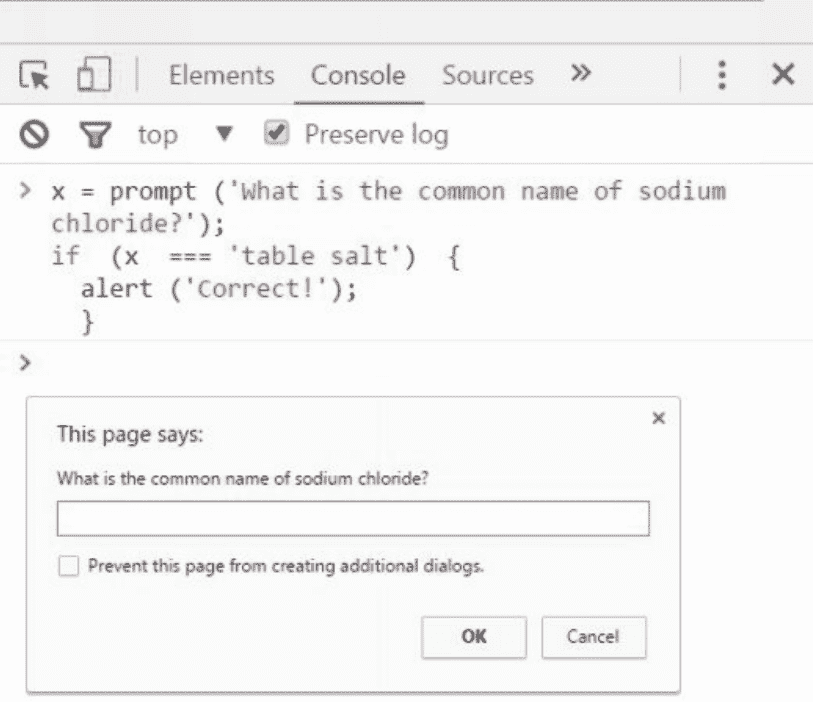 Elements Console Sources »
top ▼ Preserve log
> x = prompt ('What is the common name of sodium
chloride?');
if (x === 'table salt') {
alert ('Correct!');
}
>
This page says:
What is the common name of sodium chloride?
Prevent this page from creating additional dialogs.
OK Cancel